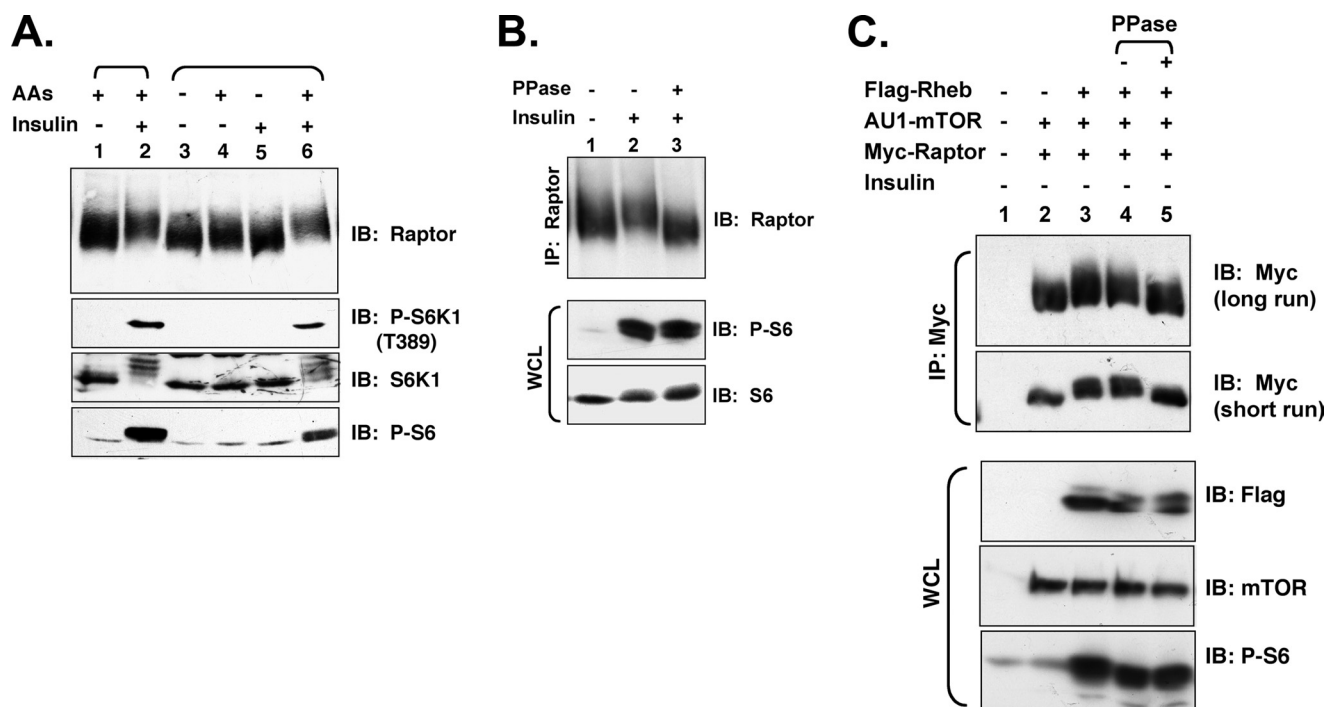 A.
AAs + + - + - +
Insulin - + - - + +
1 2 3 4 5 6
IB: Raptor
IB: P-S6K1
(T389)
IB: S6K1
IB: P-S6
B.
PPase - - +
Insulin - + +
1 2 3
IP: Raptor
IB: Raptor
WCL
IB: P-S6
IB: S6
C.
PPase
- +
Flag-Rheb - - + + +
AU1-mTOR - + + + +
Myc-Raptor - + + + +
Insulin - - - - -
1 2 3 4 5
IP: Myc
IB: Myc
(long run)
IB: Myc
(short run)
WCL
IB: Flag
IB: mTOR
IB: P-S6